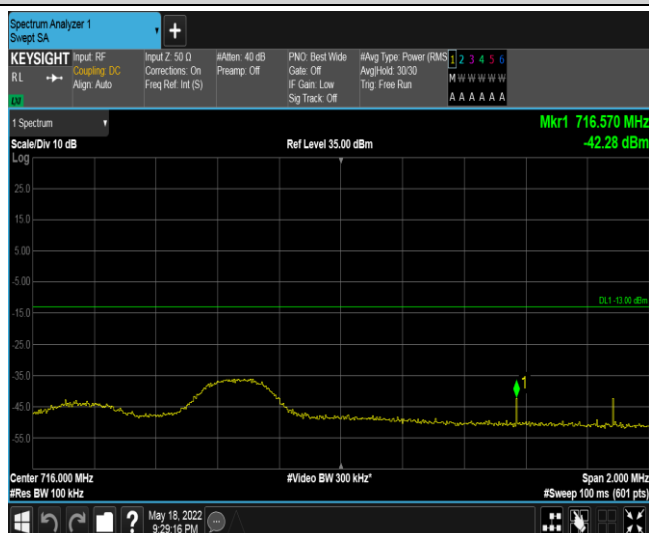 Spectrum Analyzer 1
Swept SA
+
KEYSIGHT Input: RF Input Z: 50 Ω #Atten: 40 dB PNO: Best Wide #Avg Type: Power (RMS 1 2 3 4 5 6
RL Coupling: DC Corrections: On Preamp: Off Gate: Off Avg|Hold: 30/30 M W W W W W
Align: Auto Freq Ref: Int (S) IF Gain: Low Trig: Free Run
Sig Track: Off A A A A A A
1 Spectrum Mkr1 716.570 MHz
Scale/Div 10 dB Ref Level 35.00 dBm -42.28 dBm
Log
25.0
15.0
5.00
-5.00
DL1 -13.00 dBm
-15.0
-25.0
-35.0
1
-45.0
-55.0
Center 716.000 MHz #Video BW 300 kHz* Span 2.000 MHz
#Res BW 100 kHz #Sweep 100 ms (601 pts)
? May 18, 2022
9:29:16 PM